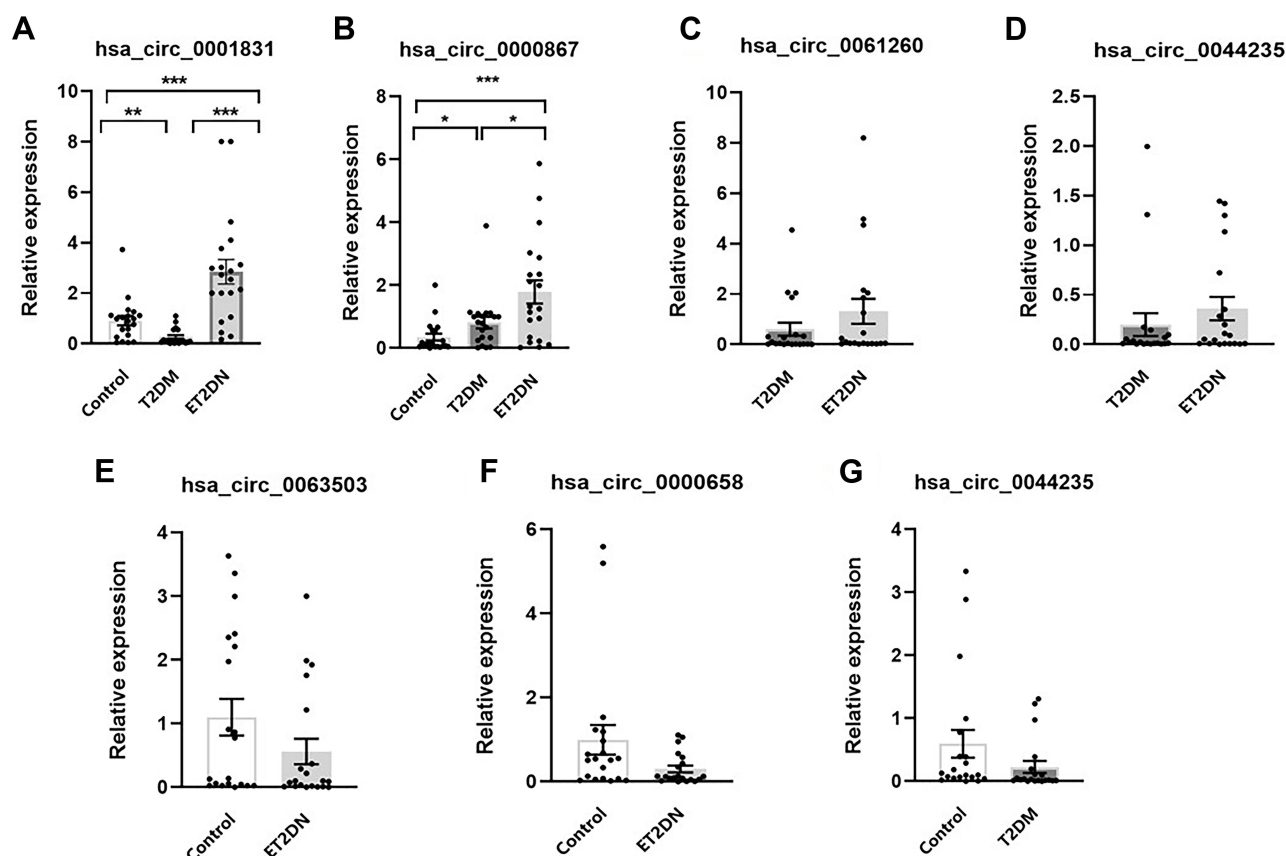 A
hsa_circ_0001831
***
**
***
Relative expression
10
8
6
4
2
0
Control
T2DM
ET2DN
B
hsa_circ_0000867
***
*
*
Relative expression
8
6
4
2
0
Control
T2DM
ET2DN
C
hsa_circ_0061260
Relative expression
10
8
6
4
2
0
T2DM
ET2DN
D
hsa_circ_0044235
Relative expression
2.5
2.0
1.5
1.0
0.5
0.0
T2DM
ET2DN
E
hsa_circ_0063503
Relative expression
4
3
2
1
0
Control
ET2DN
F
hsa_circ_0000658
Relative expression
6
4
2
0
Control
ET2DN
G
hsa_circ_0044235
Relative expression
4
3
2
1
0
Control
T2DM